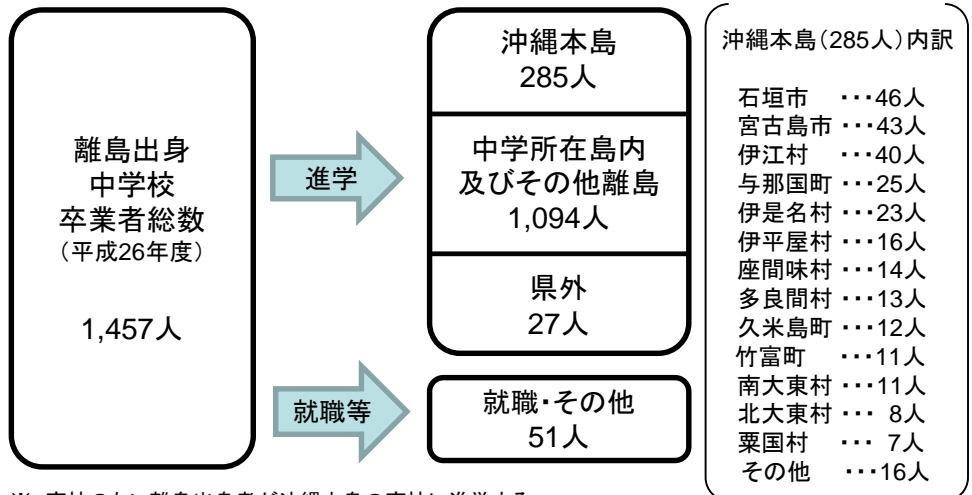 離島出身
中学校
卒業者総数
（平成26年度）
1,457人
進学
沖縄本島
285人
中学所在島内
及びその他離島
1,094人
県外
27人
就職等
就職・その他
51人
沖縄本島（285人）内訳
石垣市 ・・・46人
宮古島市・・・43人
伊江村 ・・・40人
与那国町・・・25人
伊是名村・・・23人
伊平屋村・・・16人
座間味村・・・14人
多良間村・・・13人
久米島町・・・12人
竹富町 ・・・11人
南大東村・・・11人
北大東村・・・ 8人
粟国村 ・・・ 7人
その他 ・・・16人